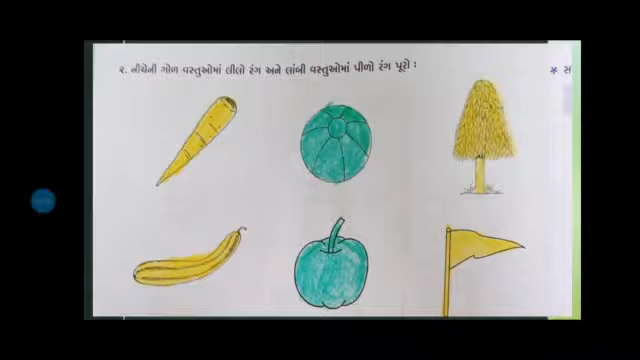 ૨. નીચેની ગોળ વસ્તુઓમાં લીલો રંગ અને લાંબી વસ્તુઓમાં પીળો રંગ પૂરો :
* સ